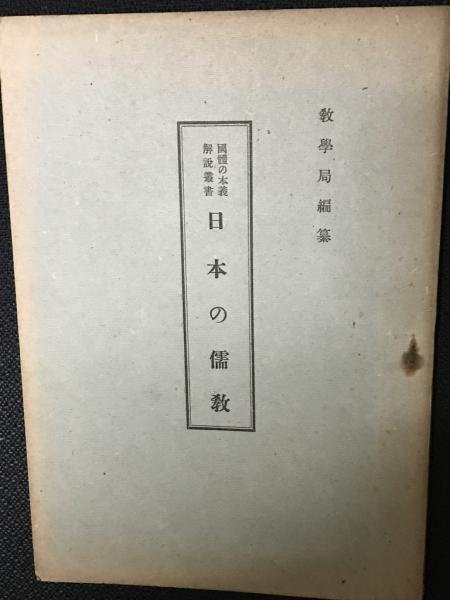 教學局編纂
國體の本義
解說叢書
日本の儒教